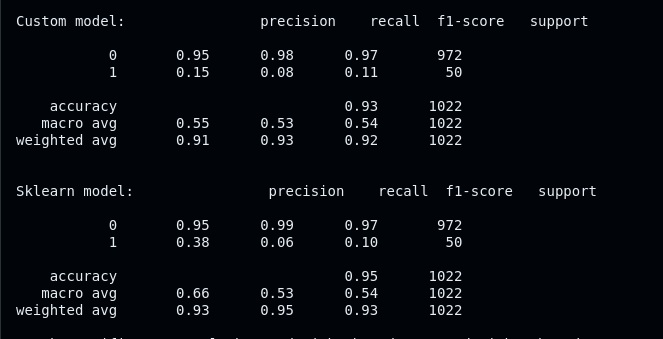 Custom model: precision recall f1-score support
0 0.95 0.98 0.97 972
1 0.15 0.08 0.11 50
accuracy 0.93 1022
macro avg 0.55 0.53 0.54 1022
weighted avg 0.91 0.93 0.92 1022
Sklearn model: precision recall f1-score support
0 0.95 0.99 0.97 972
1 0.38 0.06 0.10 50
accuracy 0.95 1022
macro avg 0.66 0.53 0.54 1022
weighted avg 0.93 0.95 0.93 1022